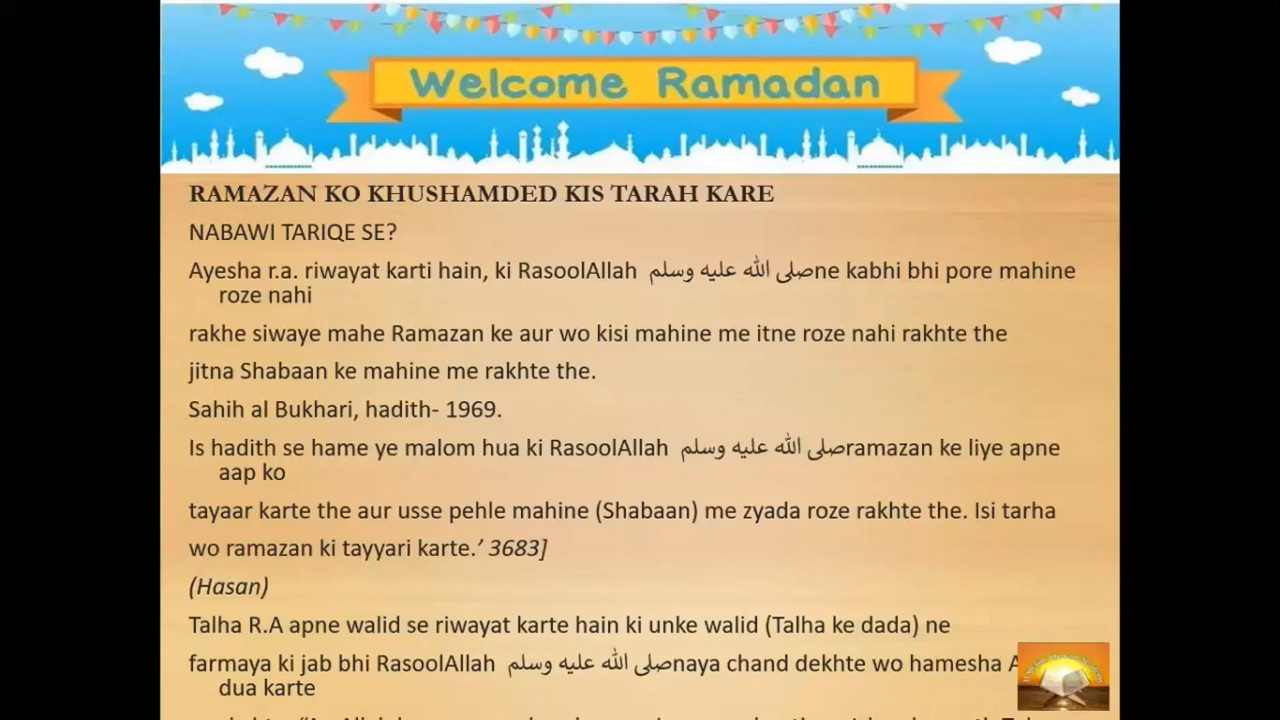 Welcome Ramadan
RAMAZAN KO KHUSHAMDED KIS TARAH KARE
NABAWI TARIQE SE?
Ayesha r.a. riwayat karti hain, ki RasoolAllah صلى الله عليه وسلم ne kabhi bhi pore mahine
roze nahi
rakhe siwaye mahe Ramazan ke aur wo kisi mahine me itne roze nahi rakhte the
jitna Shabaan ke mahine me rakhte the.
Sahih al Bukhari, hadith- 1969.
Is hadith se hame ye malom hua ki RasoolAllah صلى الله عليه وسلم ramazan ke liye apne
aap ko
tayaar karte the aur usse pehle mahine (Shabaan) me zyada roze rakhte the. Isi tarha
wo ramazan ki tayyari karte.’ 3683]
(Hasan)
Talha R.A apne walid se riwayat karte hain ki unke walid (Talha ke dada) ne
farmaya ki jab bhi RasoolAllah صلى الله عليه وسلم naya chand dekhte wo hamesha
dua karte